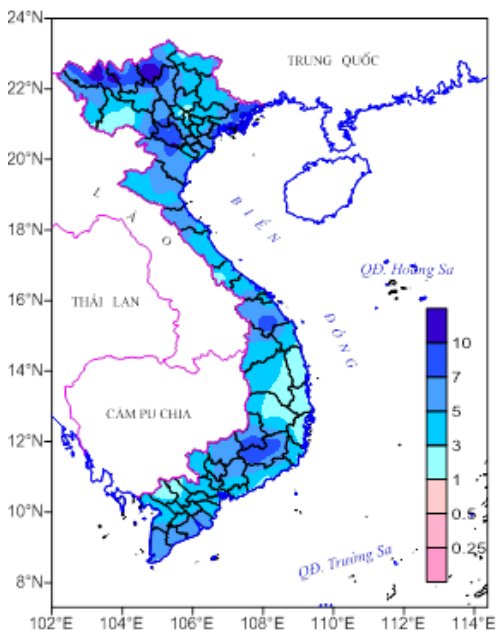 24°N
22°N
20°N
18°N
16°N
14°N
12°N
10°N
8°N
TRUNG QUỐC
LÀO
BIỂN ĐÔNG
QĐ. Hoàng Sa
THÁI LAN
CĂM PU CHIA
QĐ. Trường Sa
10
7
5
3
1
0.5
0.25
102°E 104°E 106°E 108°E 110°E 112°E 114°E